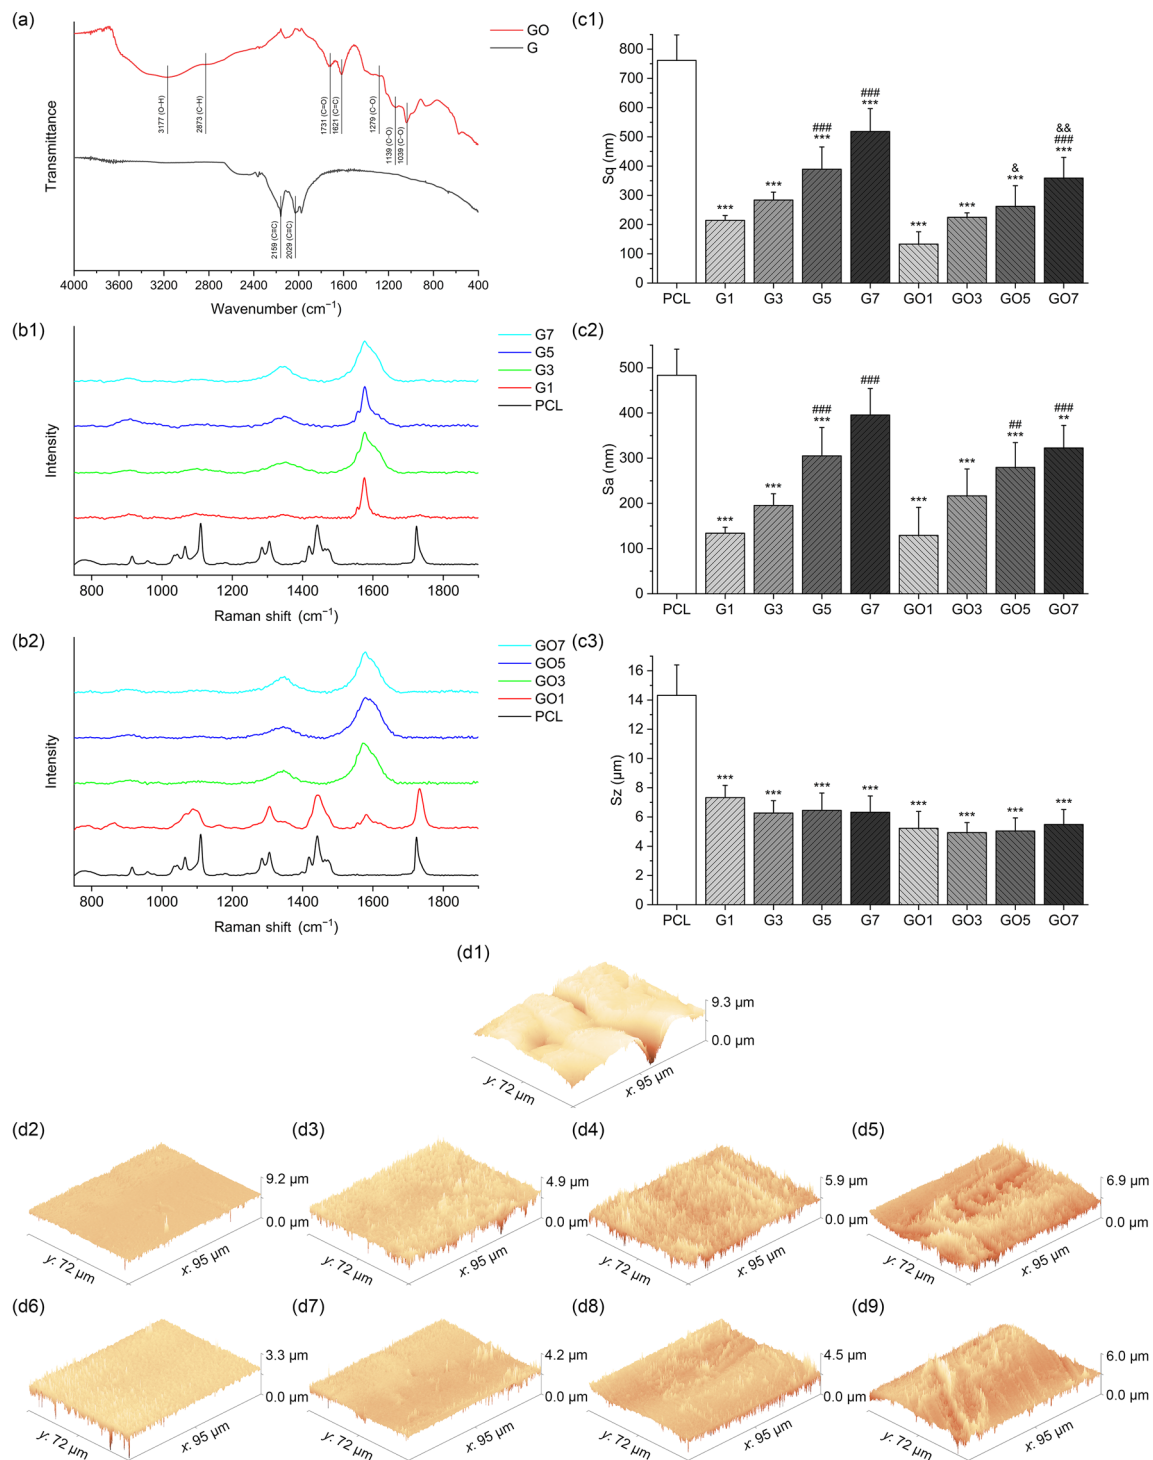 (a)
GO
G
3177 (O–H)
2873 (C–H)
1731 (C=O)
1621 (C=C)
1279 (C–O)
1139 (C–O)
1039 (C–O)
2159 (C≡C)
2029 (C≡C)
Transmittance
4000 3600 2800 2400 2000 1600 1200 800 400
Wavenumber (cm⁻¹)
(b1)
G7
G5
G3
G1
PCL
Intensity
800 1000 1200 1400 1600 1800
Raman shift (cm⁻¹)
(b2)
GO7
GO5
GO3
GO1
PCL
Intensity
800 1000 1200 1400 1600 1800
Raman shift (cm⁻¹)
(c1)
800
700
600
500
400
300
200
100
0
Sq (nm)
***
***
###
***
###
***
***
***
&
***
&&
###
***
PCL G1 G3 G5 G7 GO1 GO3 GO5 GO7
(c2)
500
400
300
200
100
0
Sa (nm)
***
***
###
***
###
***
***
##
***
###
**
PCL G1 G3 G5 G7 GO1 GO3 GO5 GO7
(c3)
16
14
12
10
8
6
4
2
0
Sz (μm)
***
***
***
***
***
***
***
***
PCL G1 G3 G5 G7 GO1 GO3 GO5 GO7
(d1)
9.3 μm
0.0 μm
y: 72 μm
x: 95 μm
(d2)
9.2 μm
0.0 μm
y: 72 μm
x: 95 μm
(d3)
4.9 μm
0.0 μm
y: 72 μm
x: 95 μm
(d4)
5.9 μm
0.0 μm
y: 72 μm
x: 95 μm
(d5)
6.9 μm
0.0 μm
y: 72 μm
x: 95 μm
(d6)
3.3 μm
0.0 μm
y: 72 μm
x: 95 μm
(d7)
4.2 μm
0.0 μm
y: 72 μm
x: 95 μm
(d8)
4.5 μm
0.0 μm
y: 72 μm
x: 95 μm
(d9)
6.0 μm
0.0 μm
y: 72 μm
x: 95 μm